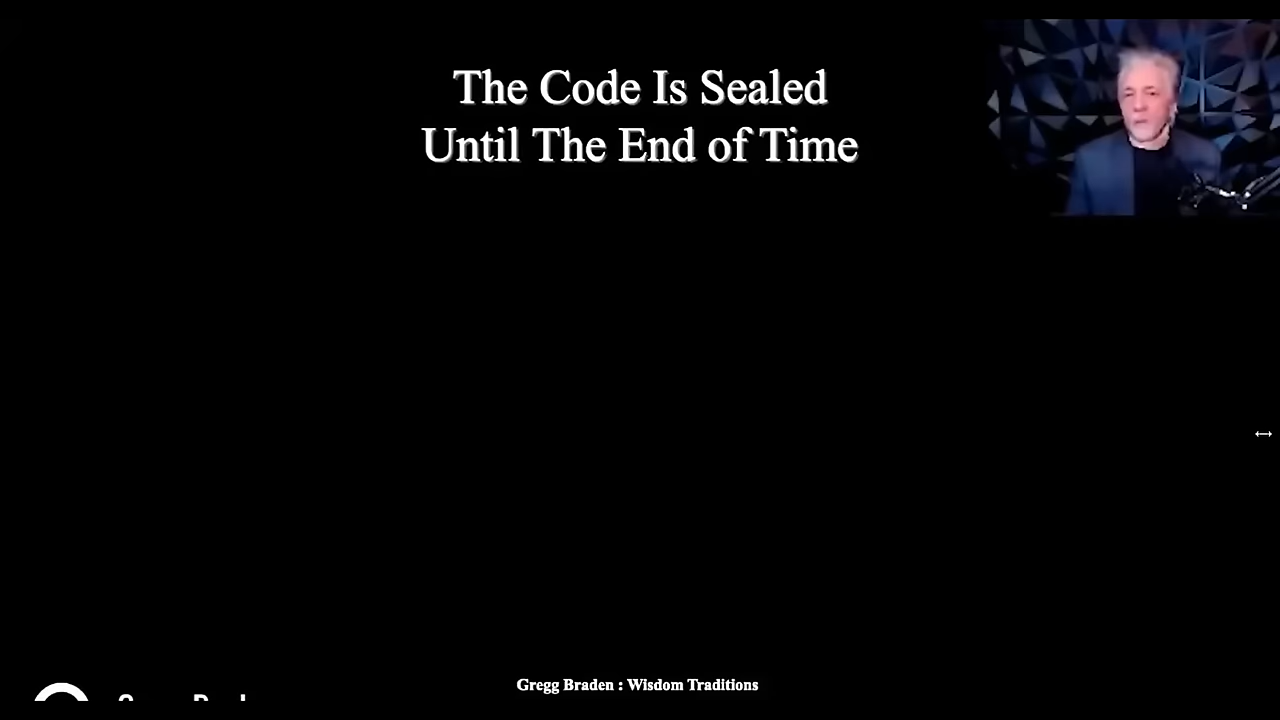 The Code Is Sealed
Until The End of Time
Gregg Braden : Wisdom Traditions